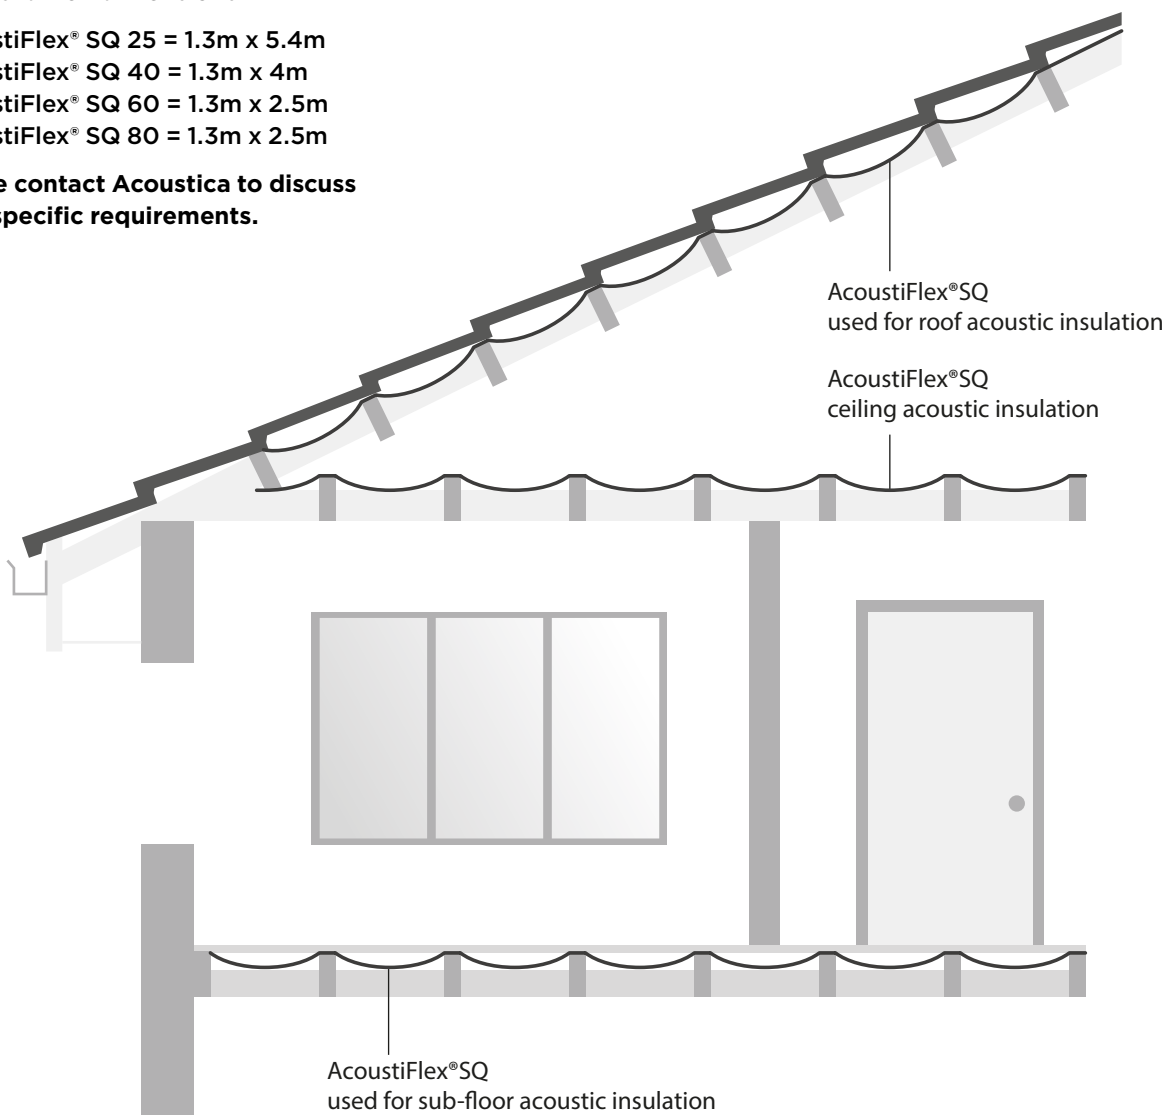 stiFlex® SQ 25 = 1.3m x 5.4m
stiFlex® SQ 40 = 1.3m x 4m
stiFlex® SQ 60 = 1.3m x 2.5m
stiFlex® SQ 80 = 1.3m x 2.5m
e contact Acoustica to discuss
specific requirements.
AcoustiFlex®SQ
used for roof acoustic insulation
AcoustiFlex®SQ
ceiling acoustic insulation
AcoustiFlex®SQ
used for sub-floor acoustic insulation